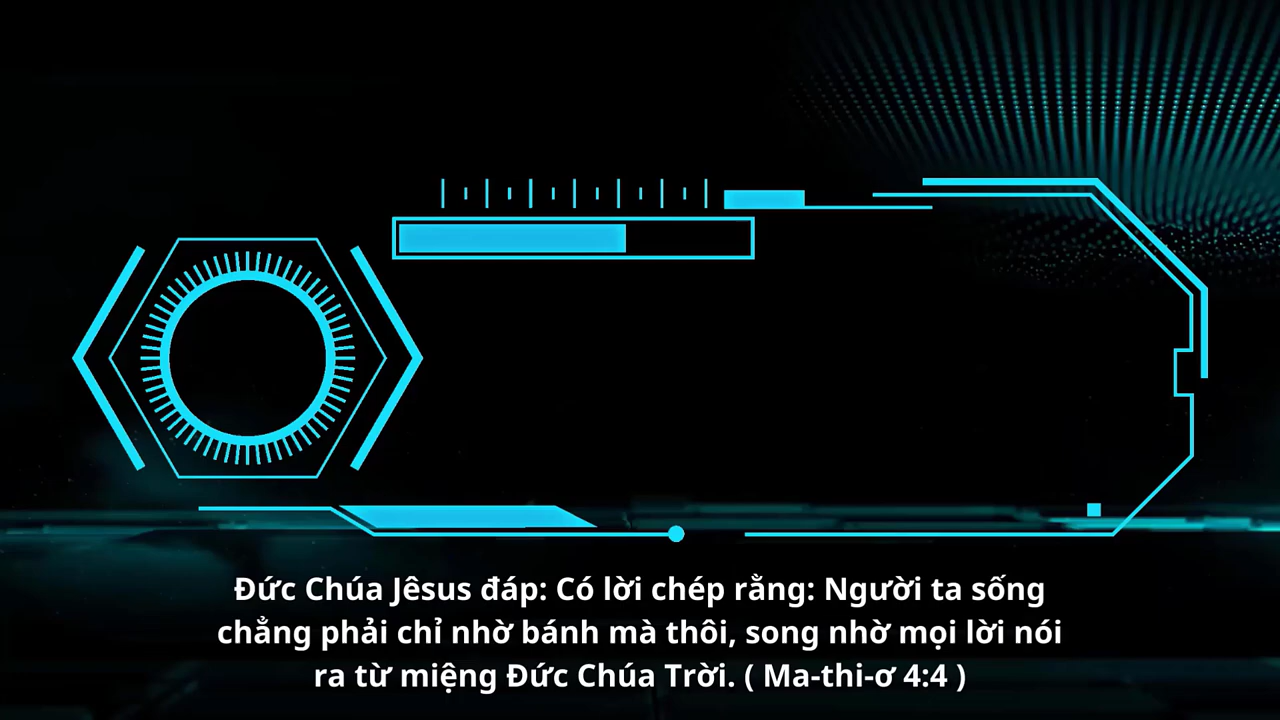 Đức Chúa Jêsus đáp: Có lời chép rằng: Người ta sống
chẳng phải chỉ nhờ bánh mà thôi, song nhờ mọi lời nói
ra từ miệng Đức Chúa Trời. ( Ma-thi-ơ 4:4 )